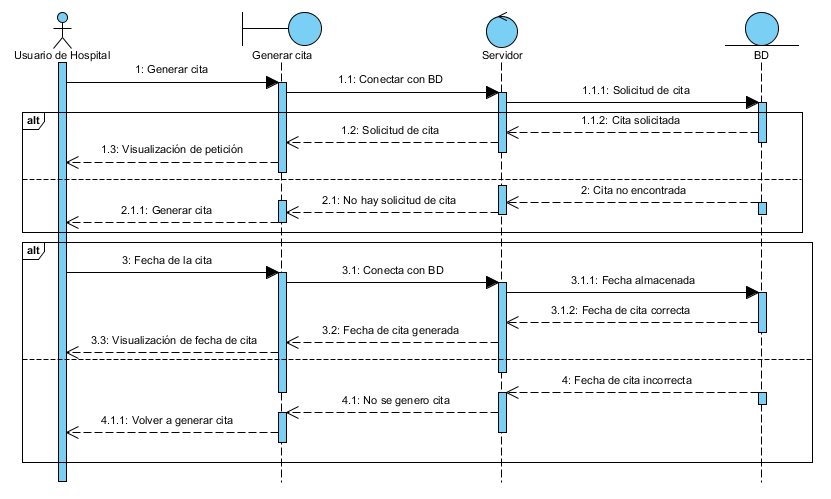 Usuario de Hospital
Generar cita
Servidor
BD
1: Generar cita
1.1: Conectar con BD
1.1.1: Solicitud de cita
alt
1.1.2: Cita solicitada
1.2: Solicitud de cita
1.3: Visualización de petición
2: Cita no encontrada
2.1: No hay solicitud de cita
2.1.1: Generar cita
alt
3: Fecha de la cita
3.1: Conecta con BD
3.1.1: Fecha almacenada
3.1.2: Fecha de cita correcta
3.2: Fecha de cita generada
3.3: Visualización de fecha de cita
4: Fecha de cita incorrecta
4.1: No se genero cita
4.1.1: Volver a generar cita